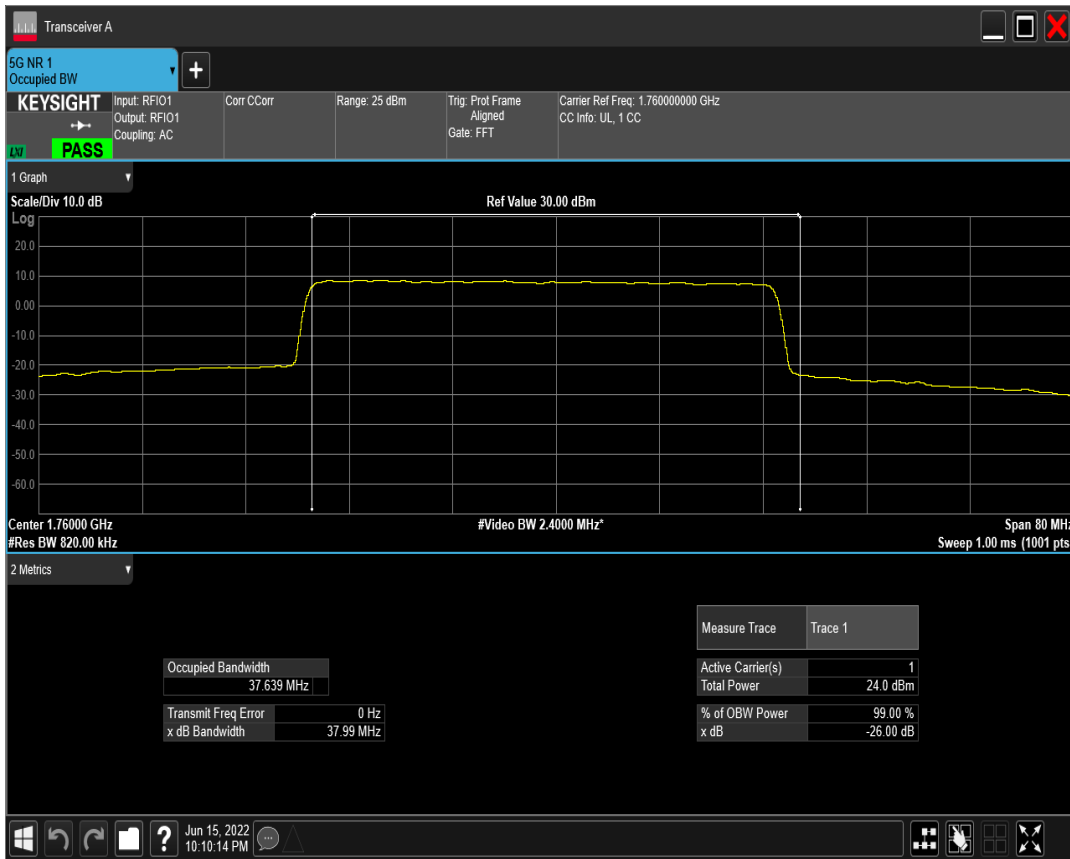 Transceiver A
5G NR 1
Occupied BW
KEYSIGHT
LXI
PASS
Input: RFIO1
Output: RFIO1
Coupling: AC
Corr CCorr
Range: 25 dBm
Trig: Prot Frame
Aligned
Gate: FFT
Carrier Ref Freq: 1.760000000 GHz
CC Info: UL, 1 CC
1 Graph
Scale/Div 10.0 dB
Ref Value 30.00 dBm
Log
20.0
10.0
0.00
-10.0
-20.0
-30.0
-40.0
-50.0
-60.0
Center 1.76000 GHz
#Video BW 2.4000 MHz*
Span 80 MHz
#Res BW 820.00 kHz
Sweep 1.00 ms (1001 pts
2 Metrics
Measure Trace Trace 1
Occupied Bandwidth
37.639 MHz
Active Carrier(s) 1
Total Power 24.0 dBm
Transmit Freq Error 0 Hz
x dB Bandwidth 37.99 MHz
% of OBW Power 99.00 %
x dB -26.00 dB
Jun 15, 2022
10:10:14 PM